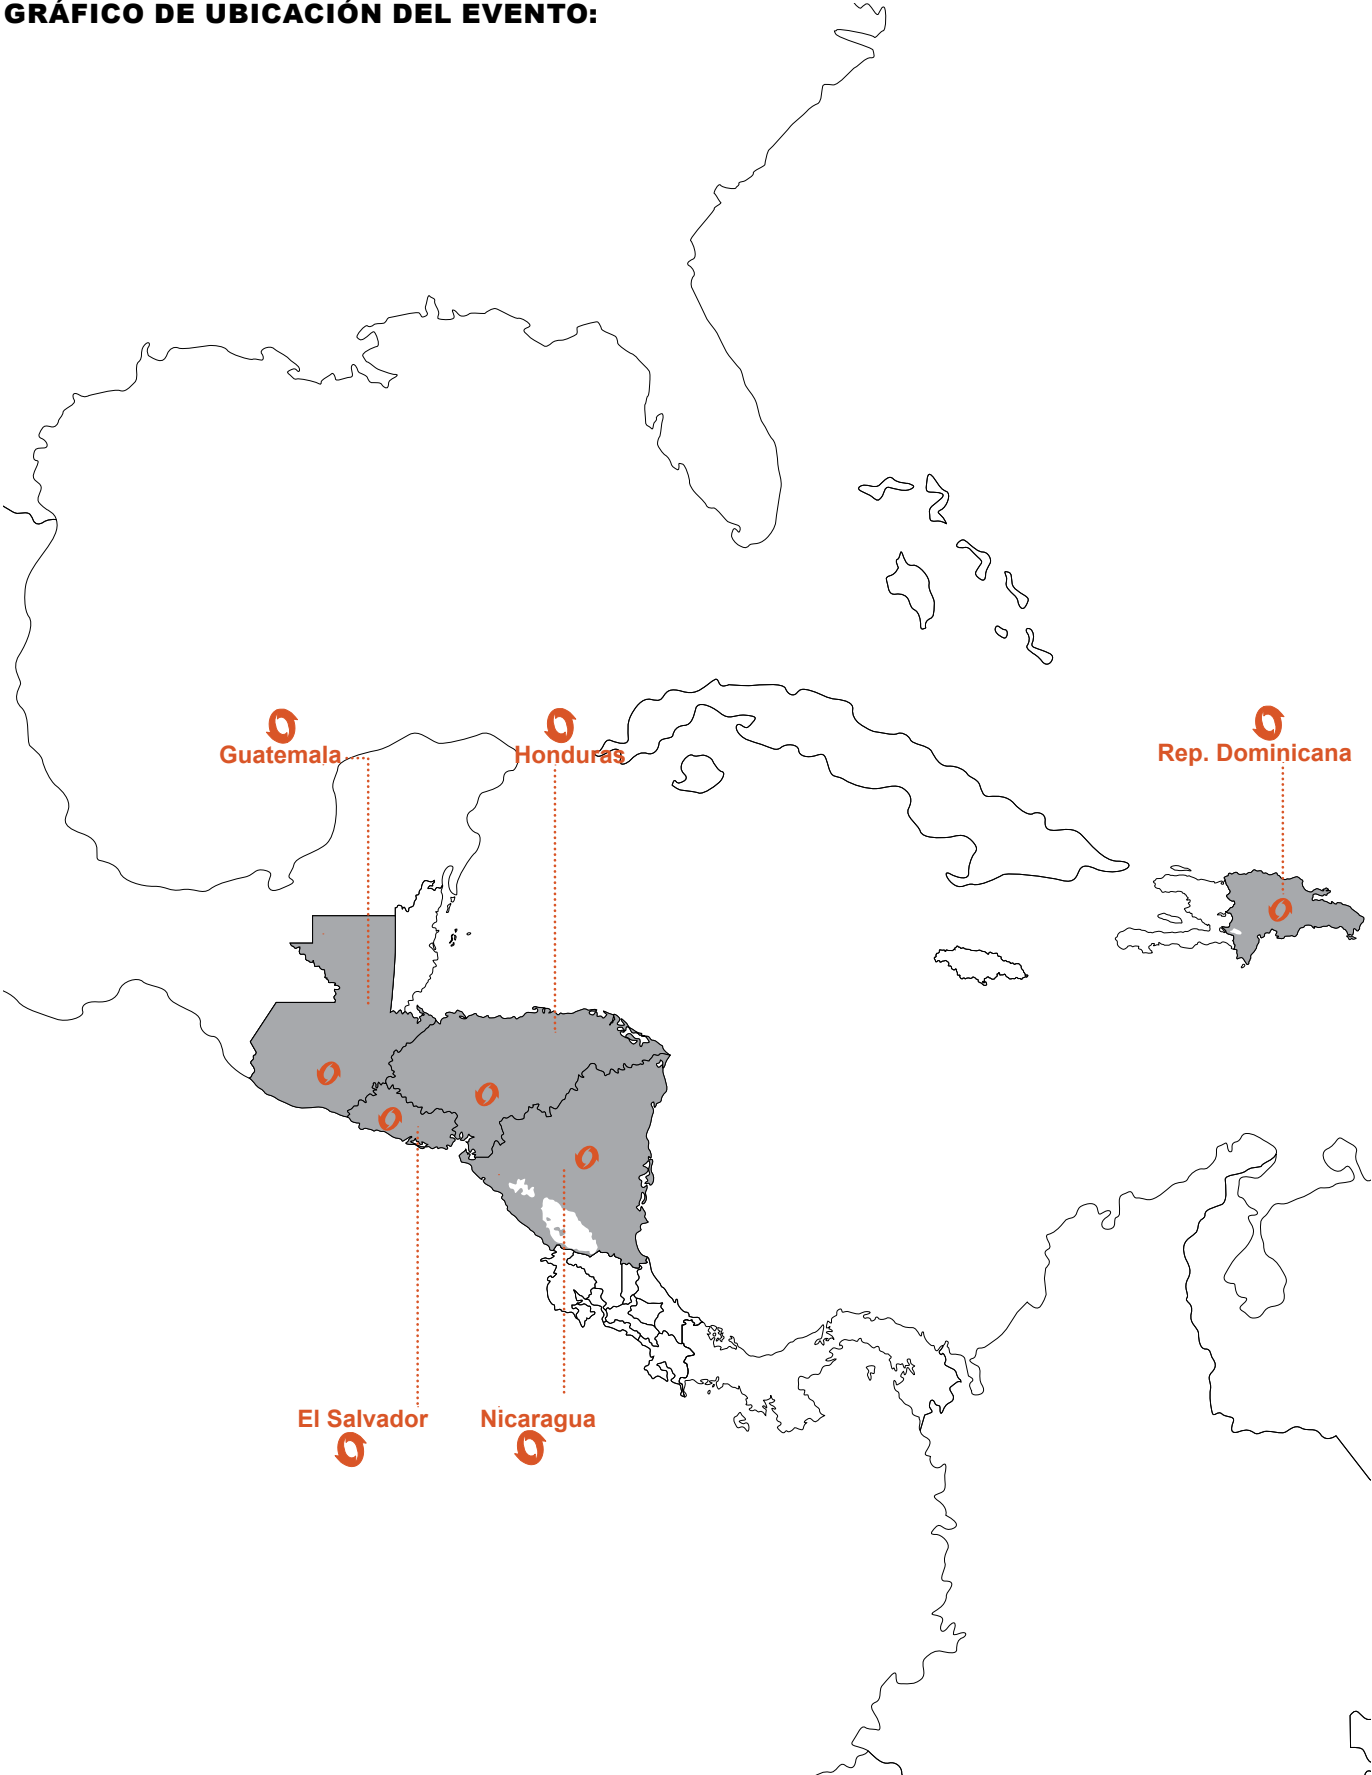 GRÁFICO DE UBICACIÓN DEL EVENTO:
Guatemala
Honduras
Rep. Dominicana
El Salvador
Nicaragua